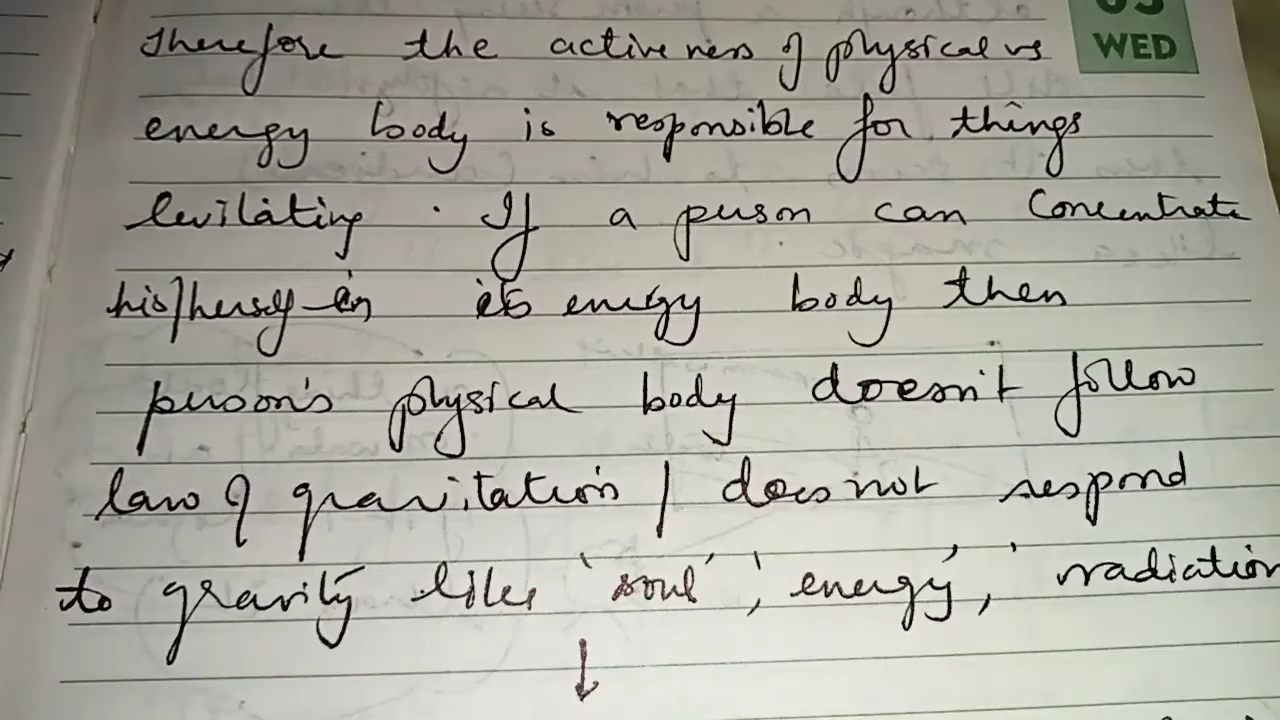 03
WED
Therefore the activeness of physical vs
energy body is responsible for things
levitating. If a person can concentrate
his/herself in its energy body then
person's physical body doesn't follow
law of gravitation / does not respond
to gravity like 'soul', 'energy', 'radiation
↓